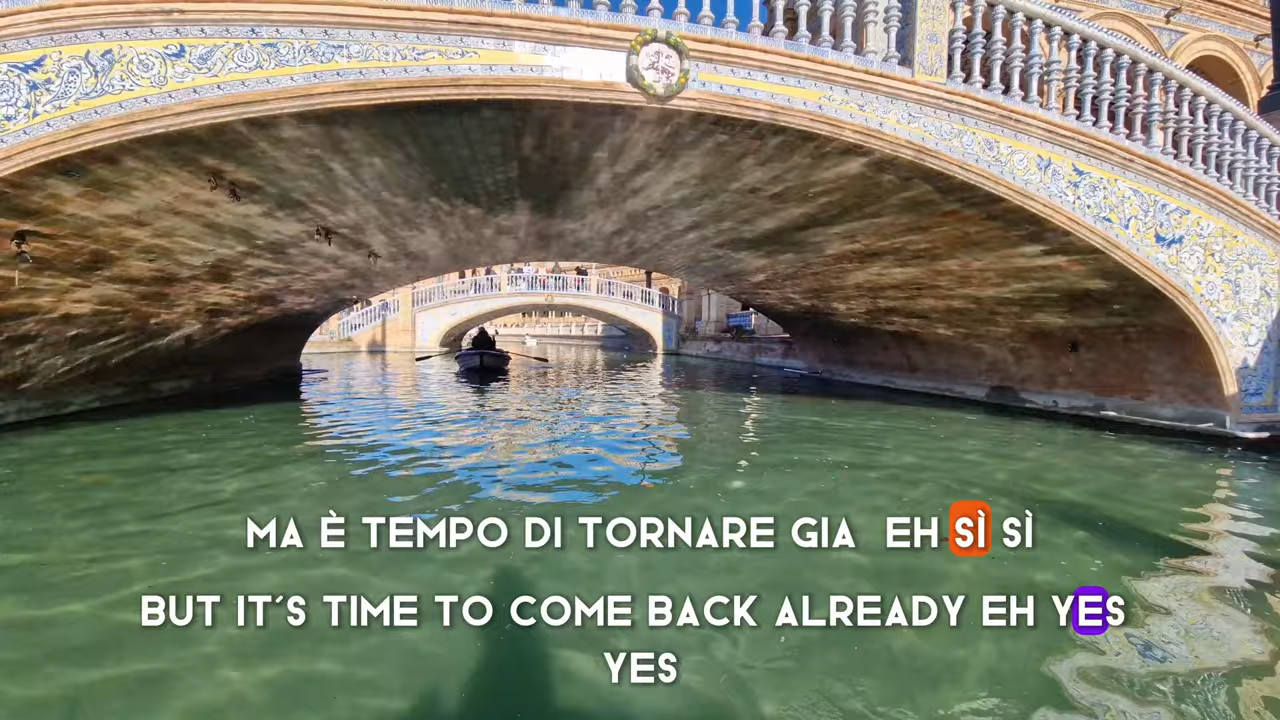 MA È TEMPO DI TORNARE GIA  EH SÌ SÌ
BUT IT´S TIME TO COME BACK ALREADY EH YES
YES